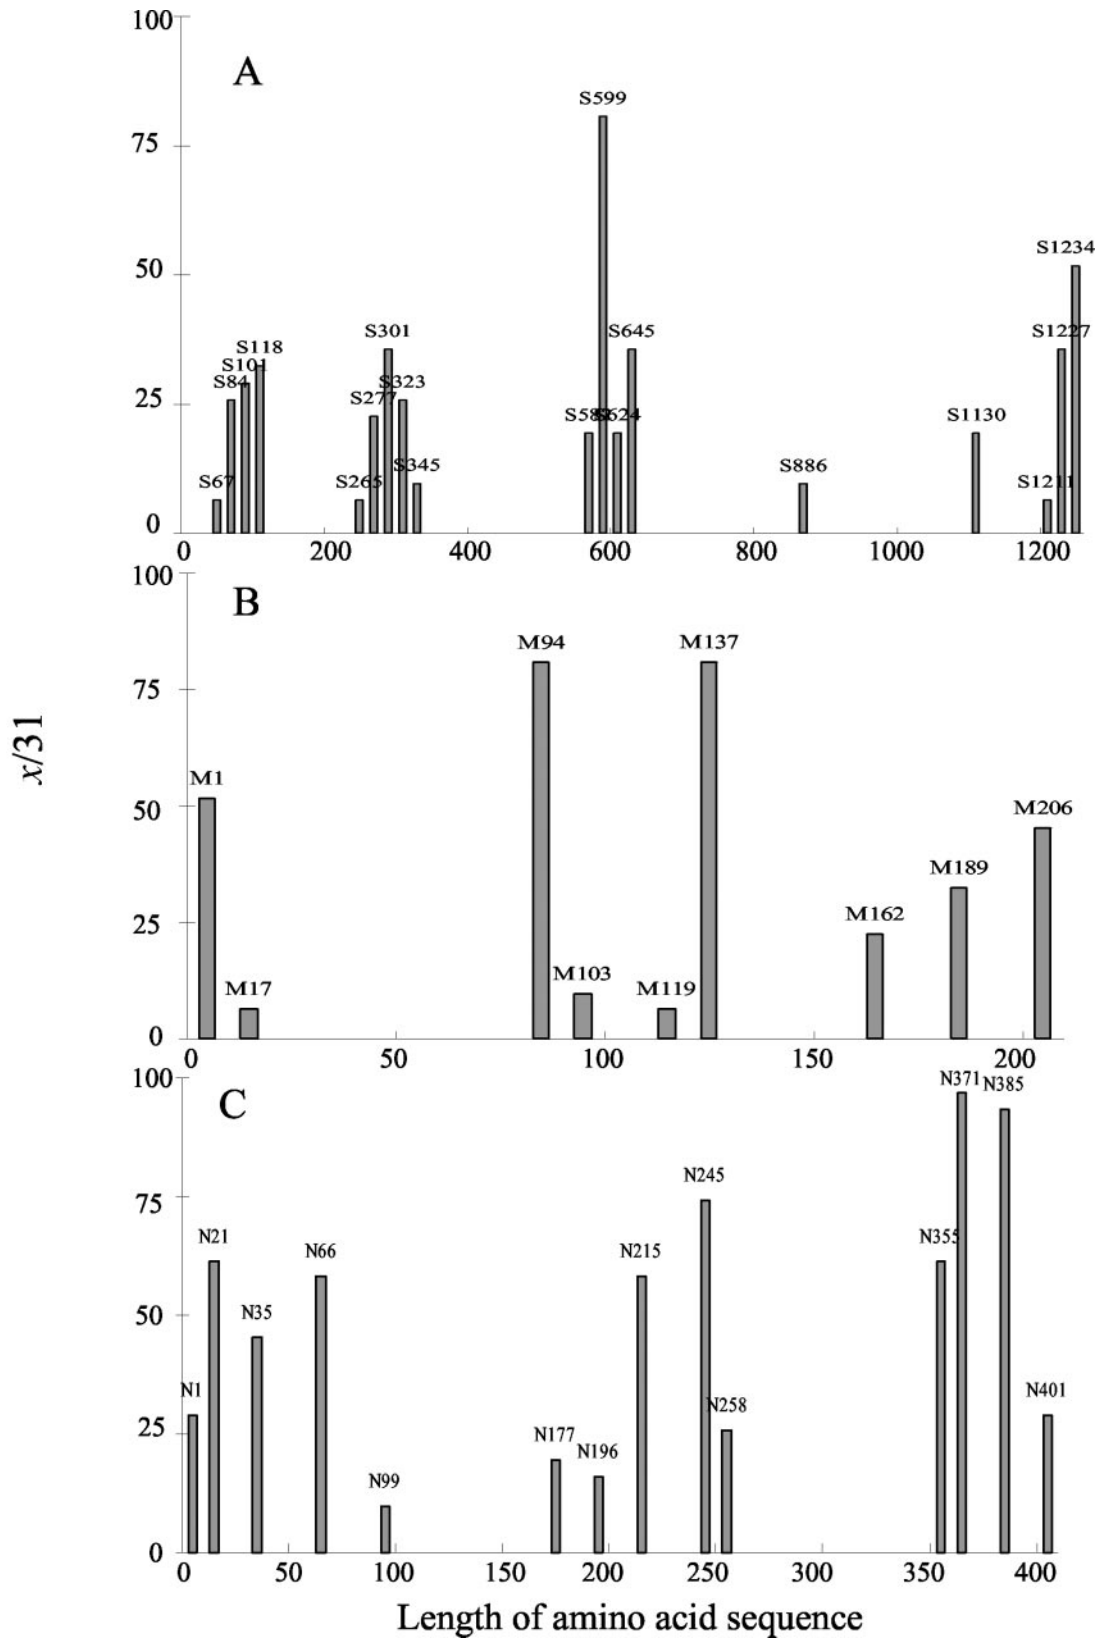 100
A
S599
75
50
S1234
S301
S645
S1227
S118
S101
S84
S323
S277
25
S582
S624
S1130
S345
S886
S67
S265
S1211
0
0 200 400 600 800 1000 1200
100
B
M94 M137
75
M1
50
M206
M189
M162
25
M17
M103
M119
0
0 50 100 150 200
x/31
100
C
N371 N385
N245
75
N21
N66
N215
N355
50
N35
N1
N258
N401
25
N177
N196
N99
0
0 50 100 150 200 250 300 350 400
Length of amino acid sequence